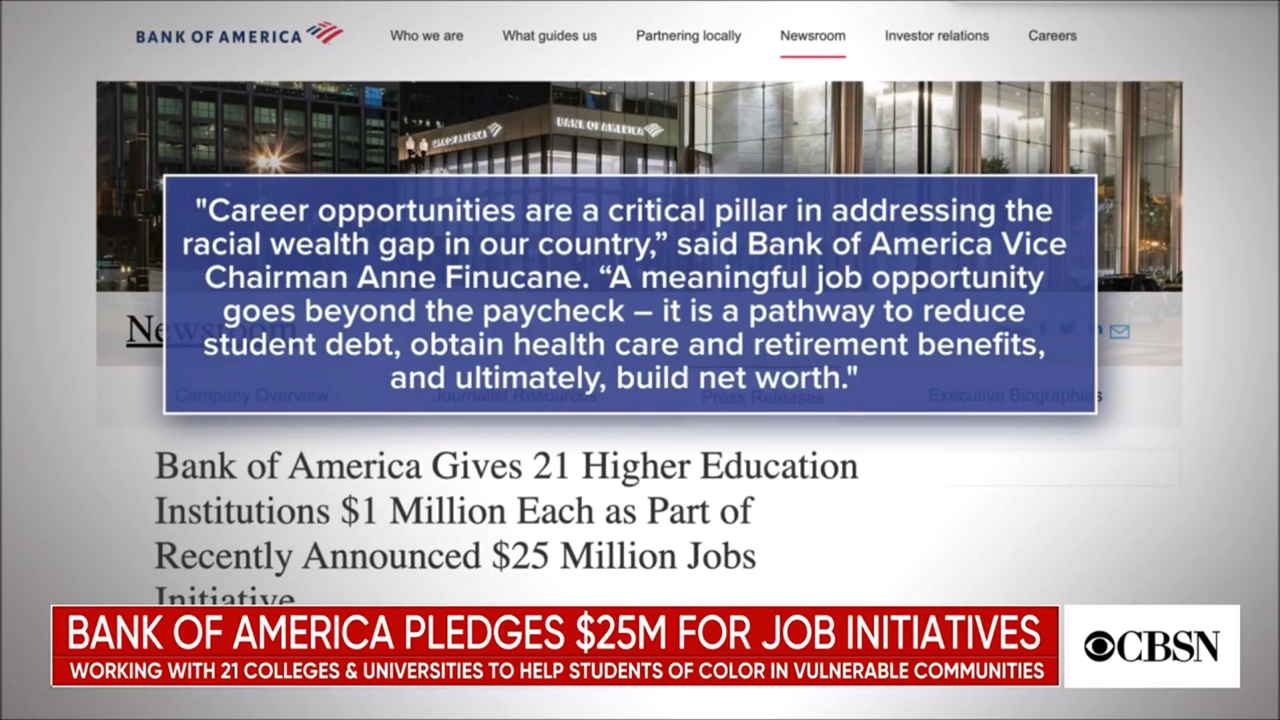 BANK OF AMERICA
Who we are
What guides us
Partnering locally
Newsroom
Investor relations
Careers
BANK OF AMERICA
BANK OF AMERICA
"Career opportunities are a critical pillar in addressing the
racial wealth gap in our country,” said Bank of America Vice
Chairman Anne Finucane. “A meaningful job opportunity
goes beyond the paycheck – it is a pathway to reduce
student debt, obtain health care and retirement benefits,
and ultimately, build net worth."
Newsroom
Company Overview
Journalist Resources
Press Releases
Executive Biographies
Bank of America Gives 21 Higher Education
Institutions $1 Million Each as Part of
Recently Announced $25 Million Jobs
Initiative
BANK OF AMERICA PLEDGES $25M FOR JOB INITIATIVES
WORKING WITH 21 COLLEGES & UNIVERSITIES TO HELP STUDENTS OF COLOR IN VULNERABLE COMMUNITIES
CBSN